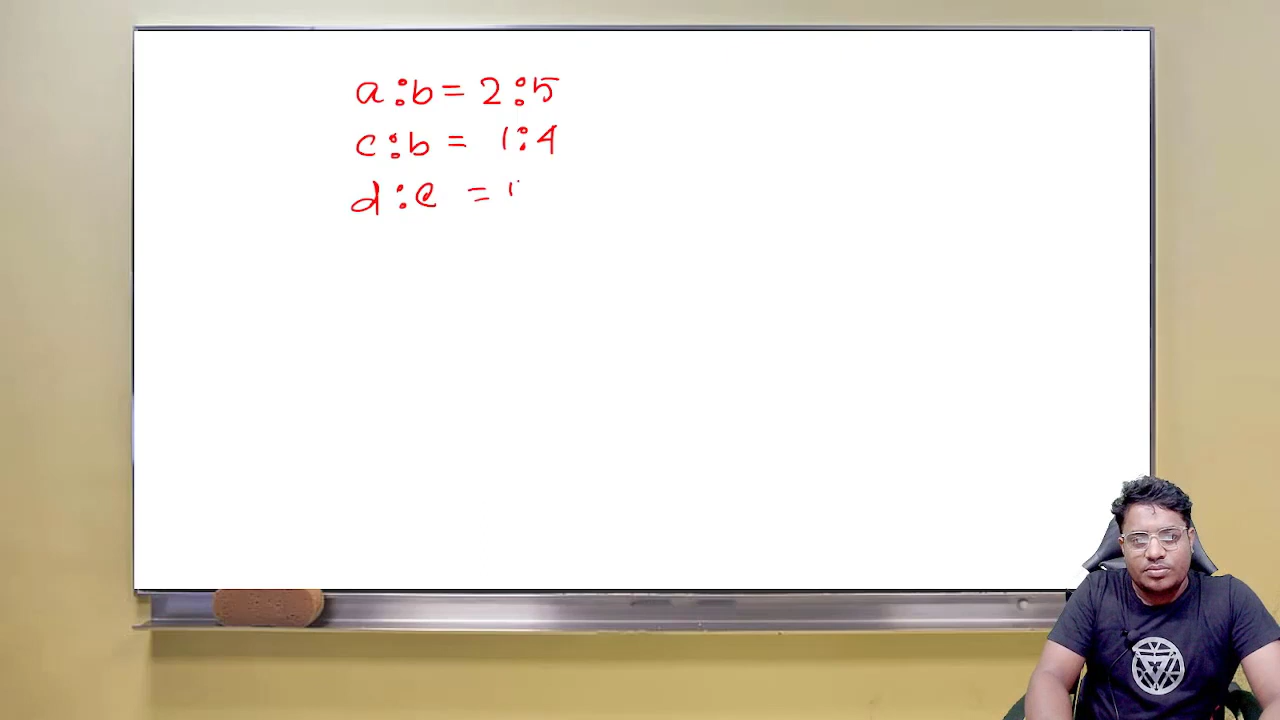 a:b = 2:5
c:b = 1:4
d:c =